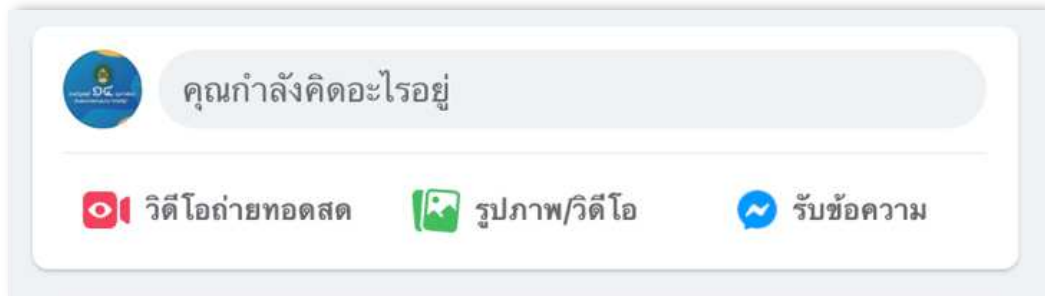 ๑๔
คุณกำลังคิดอะไรอยู่
วิดีโอถ่ายทอดสด
รูปภาพ/วิดีโอ
รับข้อความ